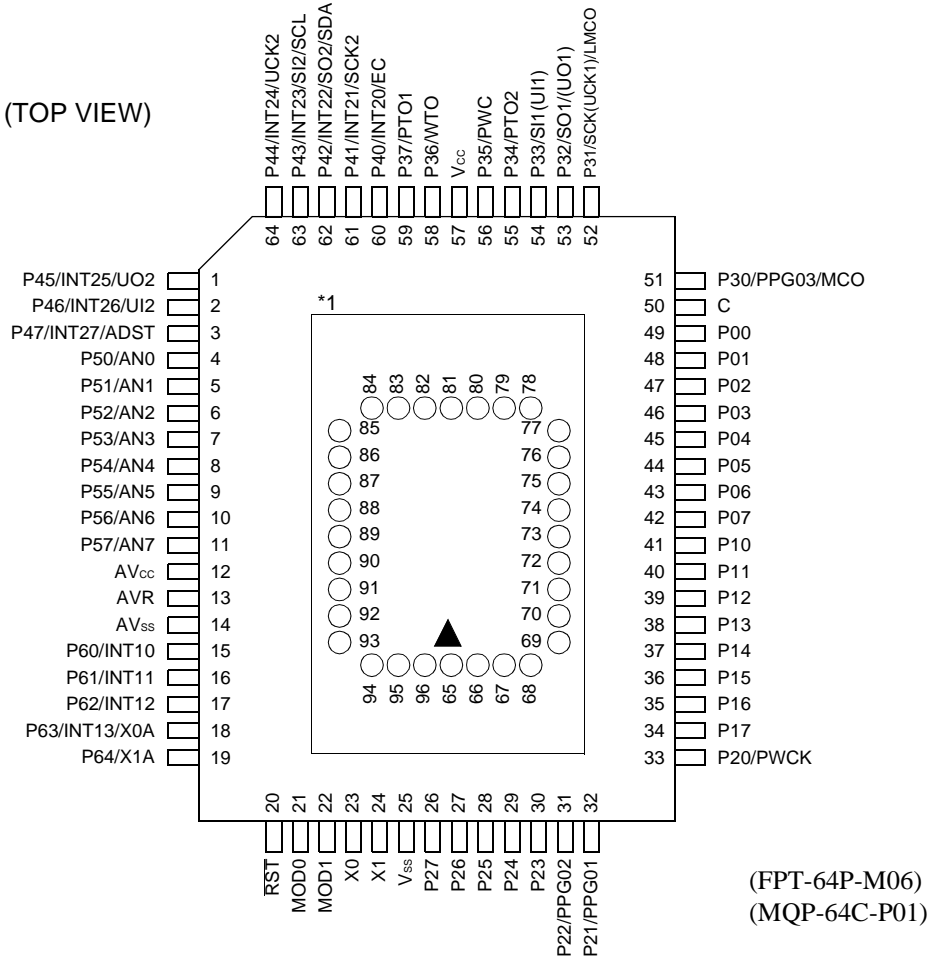 (TOP VIEW)
P44/INT24/UCK2
P43/INT23/SI2/SCL
P42/INT22/SO2/SDA
P41/INT21/SCK2
P40/INT20/EC
P37/PTO1
P36/WTO
Vcc
P35/PWC
P34/PTO2
P33/SI1(UI1)
P32/SO1/(UO1)
P31/SCK(UCK1)/LMCO
64
63
62
61
60
59
58
57
56
55
54
53
52
P45/INT25/UO2 1
P46/INT26/UI2 2
P47/INT27/ADST 3
P50/AN0 4
P51/AN1 5
P52/AN2 6
P53/AN3 7
P54/AN4 8
P55/AN5 9
P56/AN6 10
P57/AN7 11
AVcc 12
AVR 13
AVss 14
P60/INT10 15
P61/INT11 16
P62/INT12 17
P63/INT13/X0A 18
P64/X1A 19
*1
84
83
82
81
80
79
78
85
86
87
88
89
90
91
92
93
77
76
75
74
73
72
71
70
69
94
95
96
65
66
67
68
51 P30/PPG03/MCO
50 C
49 P00
48 P01
47 P02
46 P03
45 P04
44 P05
43 P06
42 P07
41 P10
40 P11
39 P12
38 P13
37 P14
36 P15
35 P16
34 P17
33 P20/PWCK
20
21
22
23
24
25
26
27
28
29
30
31
32
RST
MOD0
MOD1
X0
X1
Vss
P27
P26
P25
P24
P23
P22/PPG02
P21/PPG01
(FPT-64P-M06)
(MQP-64C-P01)